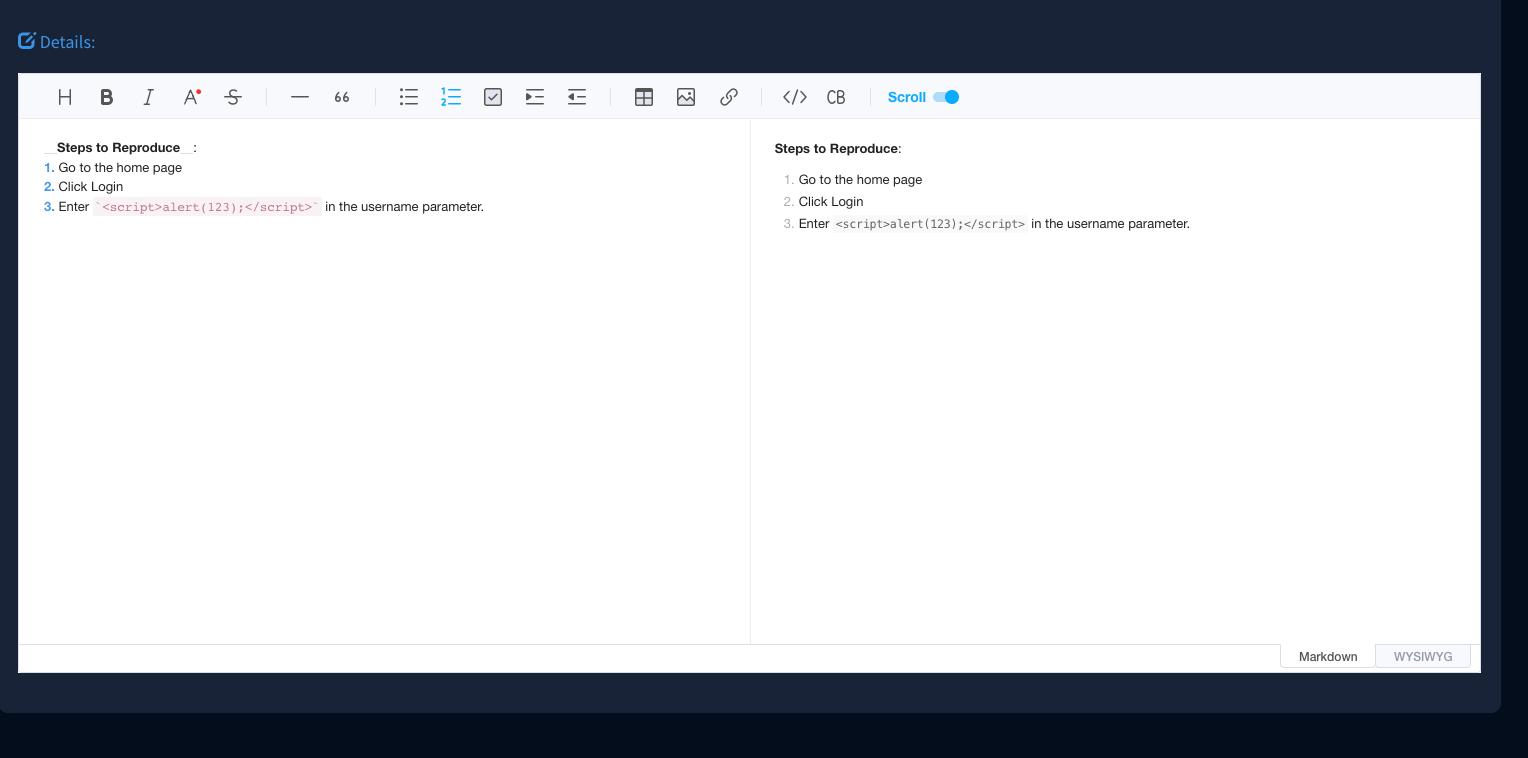 Details:
H B I A S 66 </> CB Scroll
__Steps to Reproduce__:
1. Go to the home page
2. Click Login
3. Enter `<script>alert(123);</script>` in the username parameter.
Steps to Reproduce:
1. Go to the home page
2. Click Login
3. Enter <script>alert(123);</script> in the username parameter.
Markdown WYSIWYG